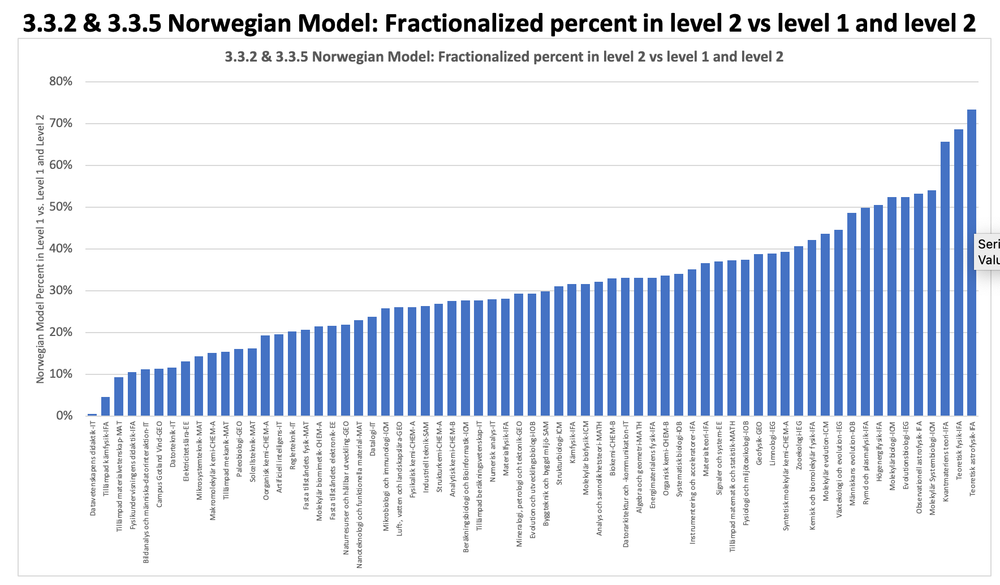 3.3.2 & 3.3.5 Norwegian Model: Fractionalized percent in level 2 vs level 1 and level 2
3.3.2 & 3.3.5 Norwegian Model: Fractionalized percent in level 2 vs level 1 and level 2
Norwegian Model Percent in Level 1 vs. Level 1 and Level 2
80%
70%
60%
50%
40%
30%
20%
10%
0%
Seri
Valu
Datavetenskapens didaktik-IT
Tillämpad kärnfysik-IFA
Tillämpad materialvetenskap-MAT
Fysikundervisningens didaktik-IFA
Bildanalys och människa-datorinteraktion-IT
Campus Gotland Vind-GEO
Datorteknik-IT
Elektricitetslära-EE
Mikrosystemteknik-MAT
Makromolekylär kemi-CHEM-A
Tillämpad mekanik-MAT
Paleobiologi-GEO
Solcellsteknik-MAT
Oorganisk kemi-CHEM-A
Artificiell intelligens-IT
Reglerteknik-IT
Fasta tillståndets fysik-MAT
Molekylär biomimetik-CHEM-A
Fasta tillståndets elektronik-EE
Naturresurser och hållbar utveckling-GEO
Nanoteknologi och funktionella material-MAT
Datalogi-IT
Mikrobiologi och immunologi-ICM
Luft-, vatten och landskapslära-GEO
Fysikalisk kemi-CHEM-A
Industriell teknik-SAM
Strukturkemi-CHEM-A
Analytisk kemi-CHEM-B
Beräkningsbiologi och Bioinformatik-ICM
Tillämpad beräkningsvetenskap-IT
Numerisk analys-IT
Materialfysik-IFA
Mineralogi, petrologi och tektonik-GEO
Evolution och utvecklingsbiologi-IOB
Byggteknik och byggd miljö-SAM
Strukturbiologi-ICM
Kärnfysik-IFA
Molekylär biofysik-ICM
Analys och sannolikhetsteori-MATH
Biokemi-CHEM-B
Datorarkitektur och -kommunikation-IT
Algebra och geometri-MATH
Energimaterialens fysik-IFA
Organisk kemi-CHEM-B
Systematisk biologi-IOB
Instrumentering och acceleratorer-IFA
Materialteori-IFA
Signaler och system-EE
Tillämpad matematik och statistik-MATH
Fysiologi och miljötoxikologi-IOB
Geofysik-GEO
Limnologi-IEG
Syntetisk molekylär kemi-CHEM-A
Zooekologi-IEG
Kemisk och biomolekylär fysik-IFA
Molekylär evolution-ICM
Växtekologi och evolution-IEG
Människans evolution-IOB
Rymd och plasmafysik-IFA
Högenergifysik-IFA
Molekylär biologi-ICM
Evolutionsbiologi-IEG
Observationell astrofysik-IFA
Molekylär Systembiologi-ICM
Kvantmateriens teori-IFA
Teoretisk fysik-IFA
Teoretisk astrofysik-IFA